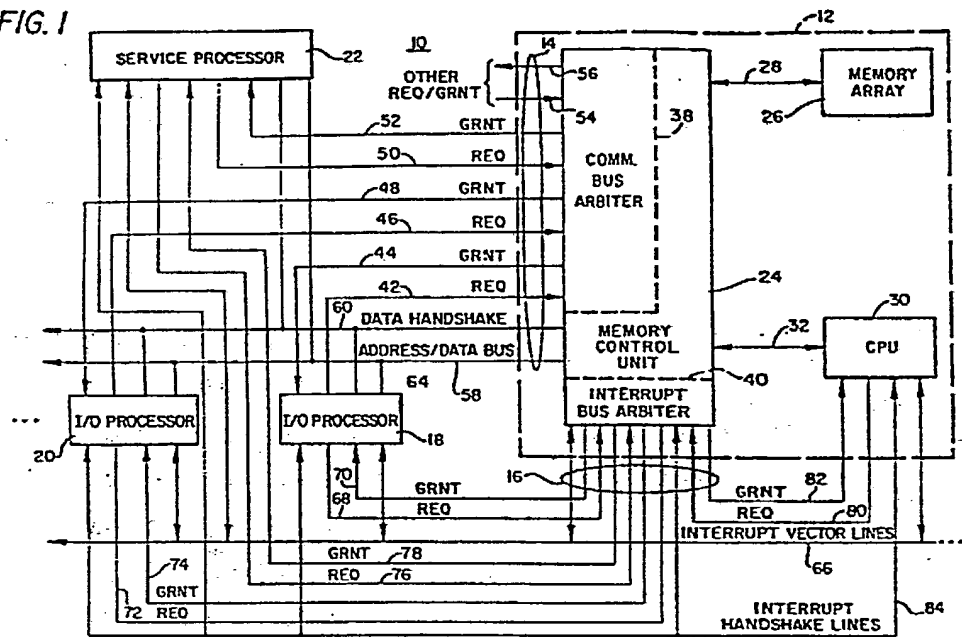 FIG. 1
12
SERVICE PROCESSOR
22
10
14
OTHER
REQ/GRNT
56
54
28
MEMORY
ARRAY
26
38
52
GRNT
50
REQ
COMM.
BUS
ARBITER
48
GRNT
46
REQ
44
GRNT
24
42
REQ
30
60
DATA HANDSHAKE
MEMORY
CONTROL
UNIT
32
CPU
ADDRESS/DATA BUS
58
64
40
INTERRUPT
BUS ARBITER
...
I/O PROCESSOR
20
I/O PROCESSOR
18
16
70
GRNT
68
REQ
GRNT
82
REQ
80
INTERRUPT VECTOR LINES
...
66
74
GRNT
78
REQ
76
72
GRNT
REQ
INTERRUPT
HANDSHAKE
LINES
84